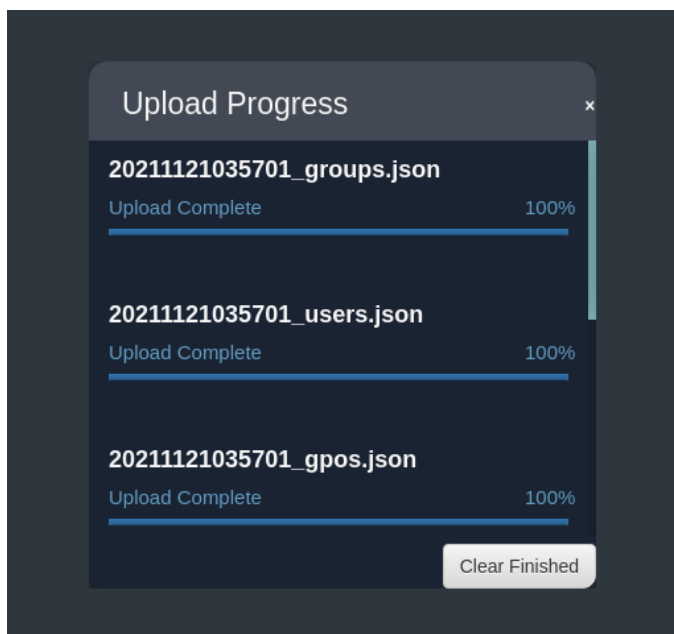 Upload Progress
×
20211121035701_groups.json
Upload Complete 100%
20211121035701_users.json
Upload Complete 100%
20211121035701_gpos.json
Upload Complete 100%
Clear Finished